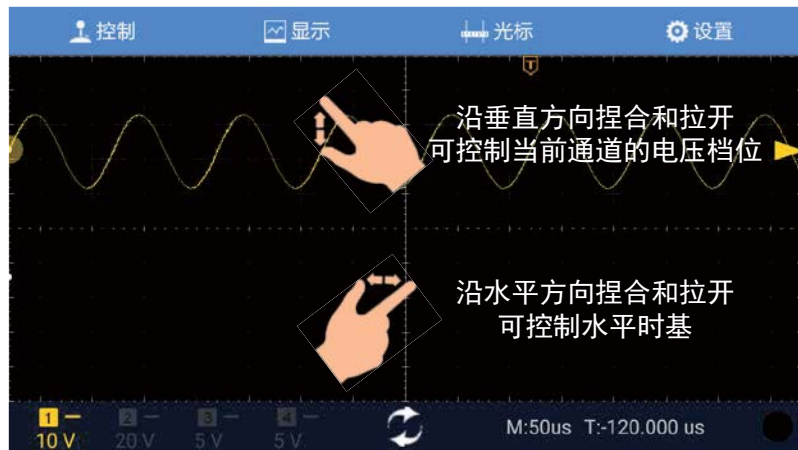 控制 显示 光标 设置
T
沿垂直方向捏合和拉开
可控制当前通道的电压档位
沿水平方向捏合和拉开
可控制水平时基
1 2 3 4
10 V 20 V 5 V 5 V
M:50us T:-120.000 us